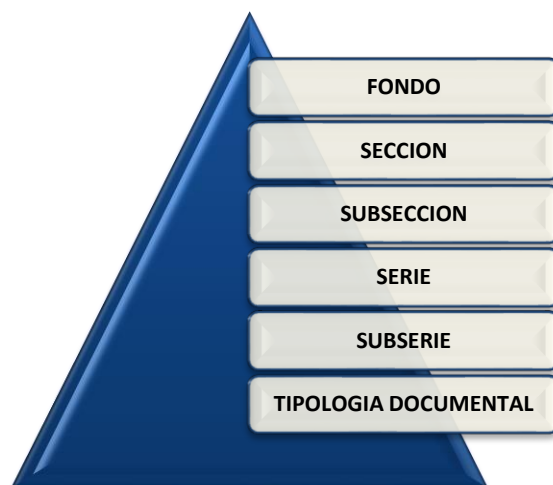 FONDO
SECCION
SUBSECCION
SERIE
SUBSERIE
TIPOLOGIA DOCUMENTAL